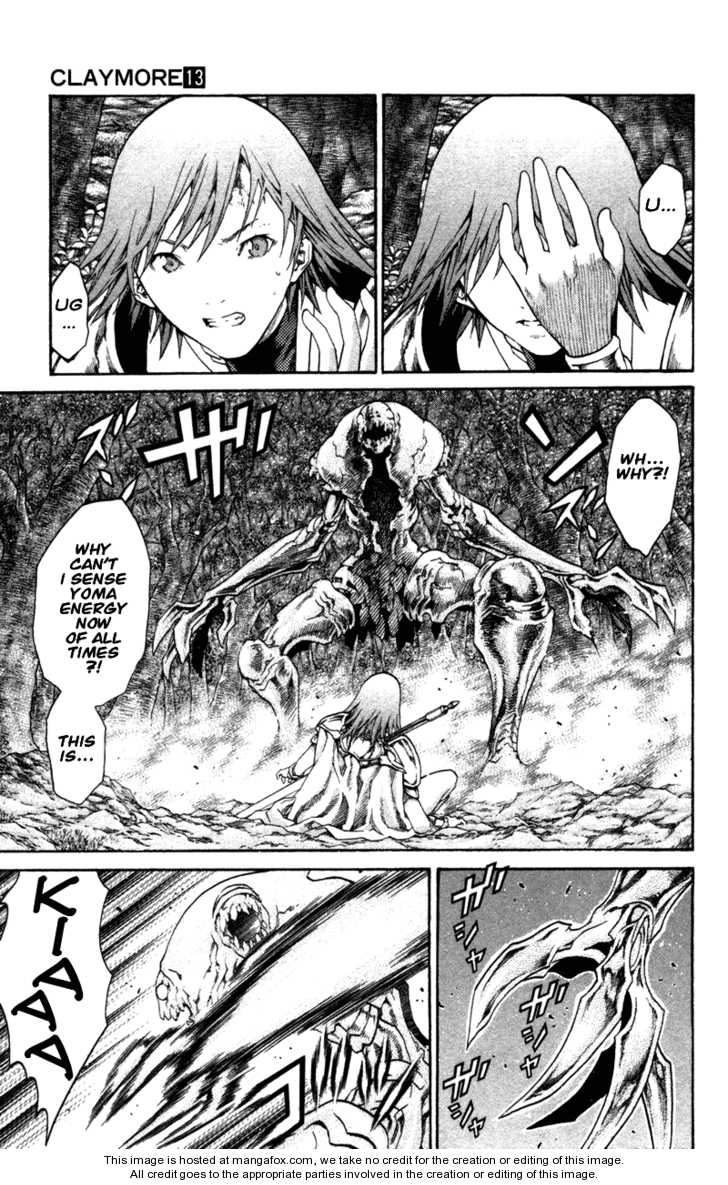 CLAYMORE 13
U...
UG
...
WH...
WHY?!
ズ
ザッ
ン
ズ
WHY
CAN'T
I SENSE
YOMA
ENERGY
NOW
OF ALL
TIMES
?!
THIS
IS...
ガ
シャ
ガ
シャ
ガ
シャ
KIAAA
This image is hosted at mangafox.com, we take no credit for the creation or editing of this image.
All credit goes to the appropriate parties involved in the creation or editing of this image.